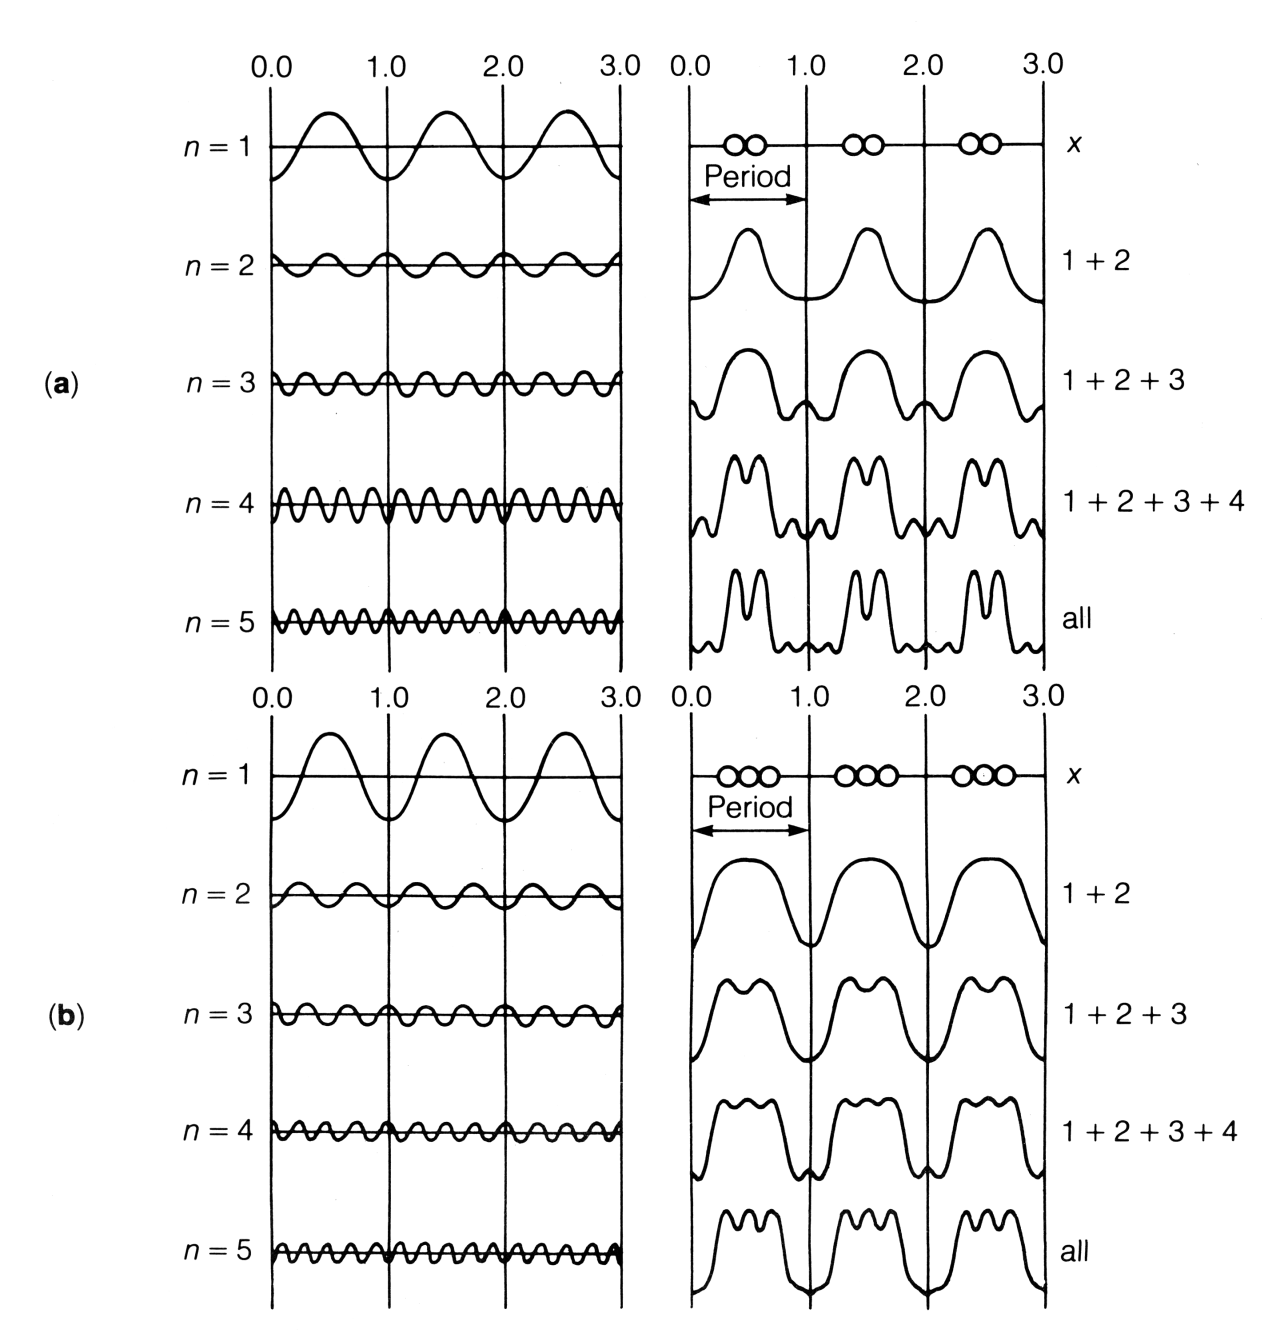 0.0 1.0 2.0 3.0 0.0 1.0 2.0 3.0
n = 1 x
Period
n = 2 1 + 2
(a) n = 3 1 + 2 + 3
n = 4 1 + 2 + 3 + 4
n = 5 all
0.0 1.0 2.0 3.0 0.0 1.0 2.0 3.0
n = 1 x
Period
n = 2 1 + 2
(b) n = 3 1 + 2 + 3
n = 4 1 + 2 + 3 + 4
n = 5 all